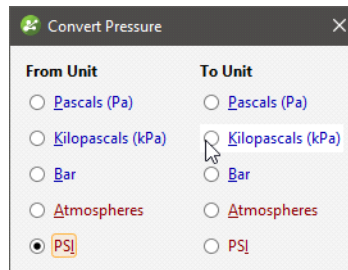 Convert Pressure
From Unit To Unit
Pascals (Pa) Pascals (Pa)
Kilopascals (kPa) Kilopascals (kPa)
Bar Bar
Atmospheres Atmospheres
PSI PSI